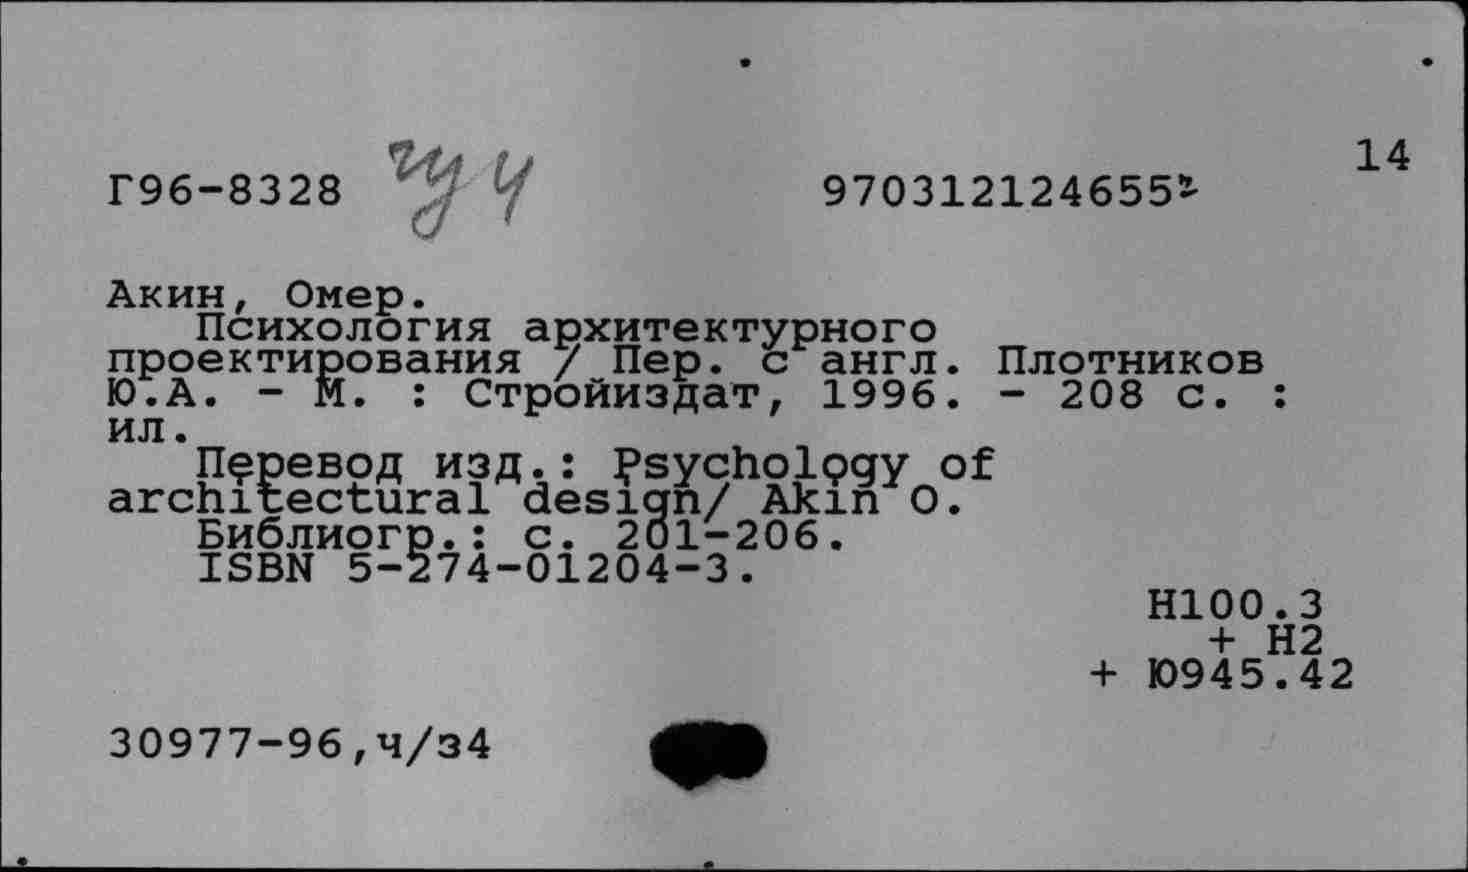 14
Г96-8328 970312124655
Акин, Омер.
Психология архитектурного
проектирования / Пер. с англ. Плотников
Ю.А. - М. : Стройиздат, 1996. - 208 с. :
ил.
Перевод изд.: Psychology of
architectural design/ Akin O.
Библиогр.: с. 201-206.
ISBN 5-274-01204-3.
Н100.3
+ Н2
+ Ю945.42
30977-96,ч/з4